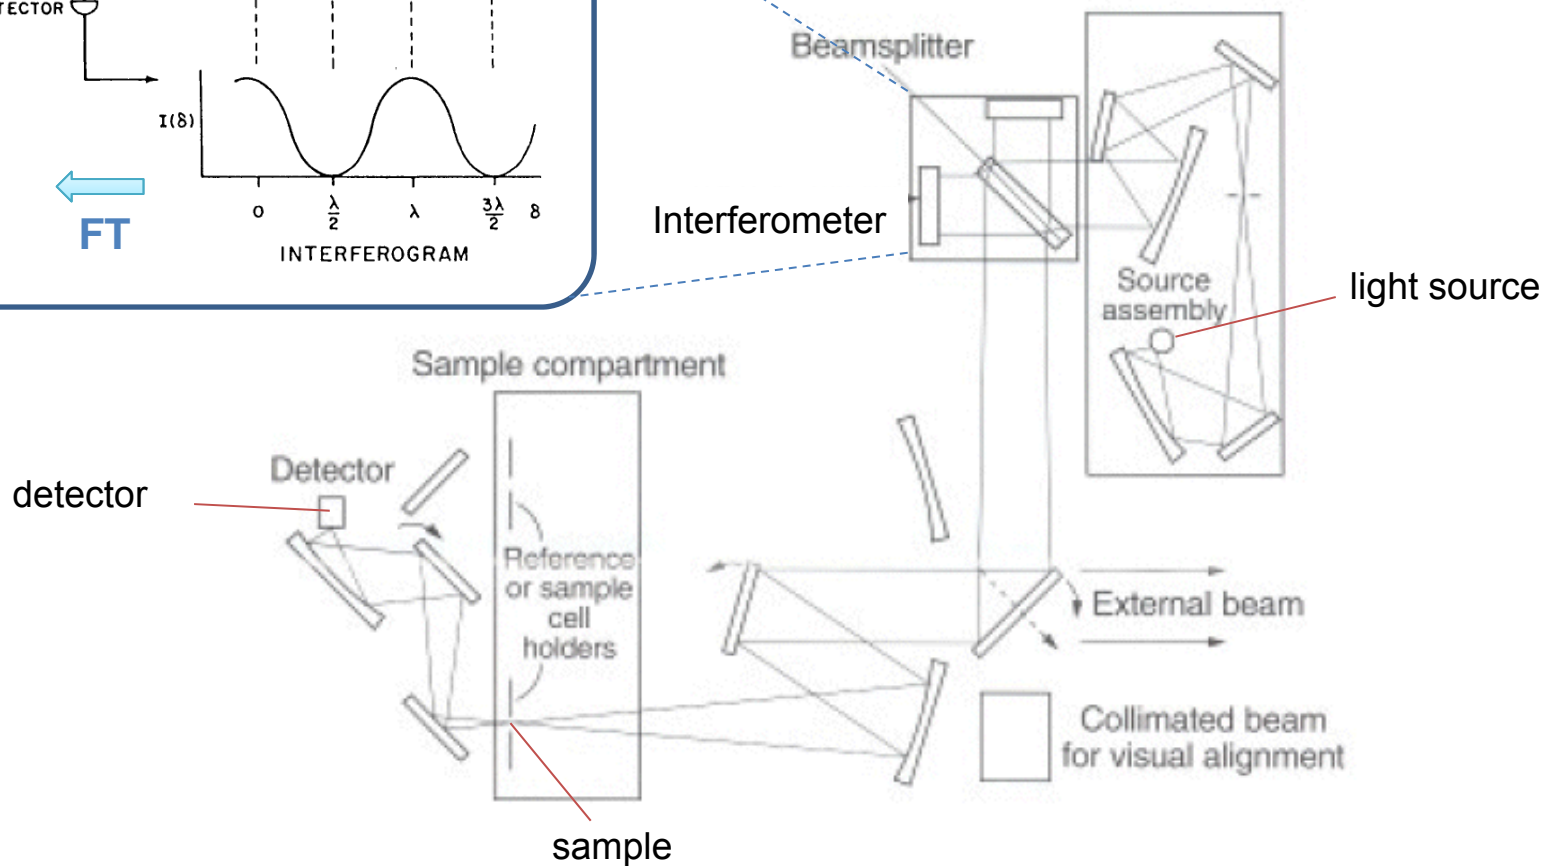 TECTOR
I(δ)
0 λ/2 λ 3λ/2 δ
INTERFEROGRAM
FT
Beamsplitter
Interferometer
Source
assembly
light source
Sample compartment
Detector
detector
Reference
or sample
cell
holders
External beam
Collimated beam
for visual alignment
sample